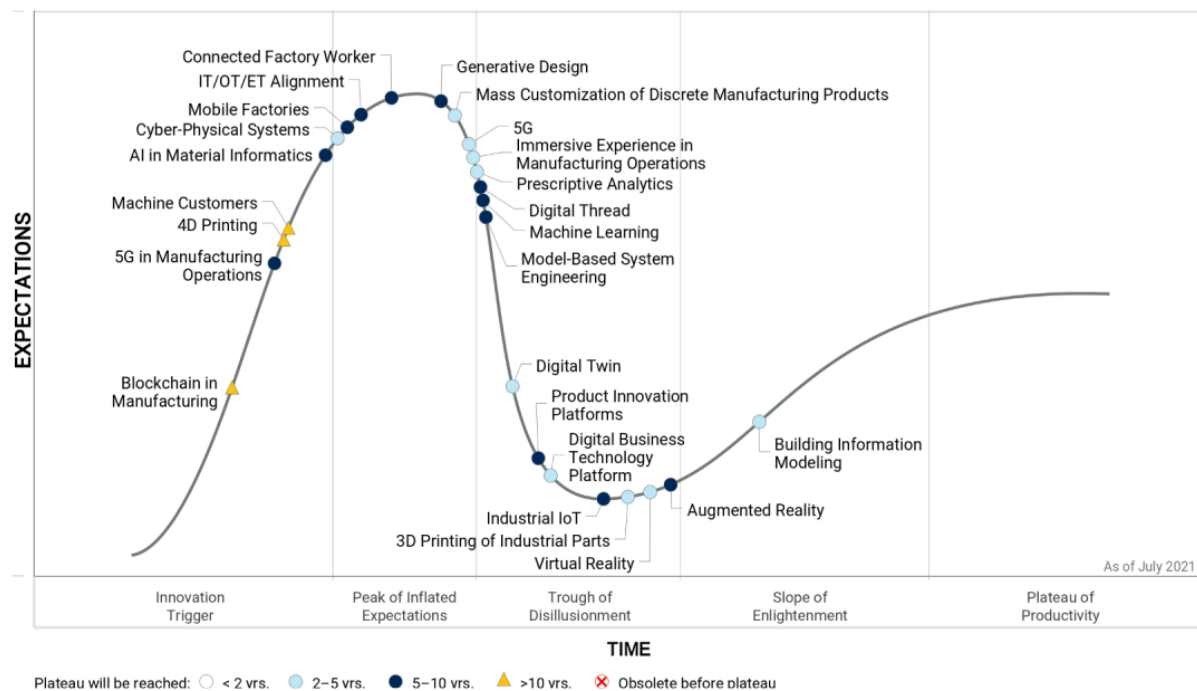 Connected Factory Worker
IT/OT/ET Alignment
Mobile Factories
Cyber-Physical Systems
AI in Material Informatics
Machine Customers
4D Printing
5G in Manufacturing
Operations
Blockchain in
Manufacturing
Generative Design
Mass Customization of Discrete Manufacturing Products
5G
Immersive Experience in
Manufacturing Operations
Prescriptive Analytics
Digital Thread
Machine Learning
Model-Based System
Engineering
Digital Twin
Product Innovation
Platforms
Digital Business
Technology
Platform
Industrial IoT
3D Printing of Industrial Parts
Virtual Reality
Augmented Reality
Building Information
Modeling
EXPECTATIONS
As of July 2021
Innovation
Trigger
Peak of Inflated
Expectations
Trough of
Disillusionment
Slope of
Enlightenment
Plateau of
Productivity
TIME
Plateau will be reached: < 2 yrs. 2–5 yrs. 5–10 yrs. >10 yrs. Obsolete before plateau